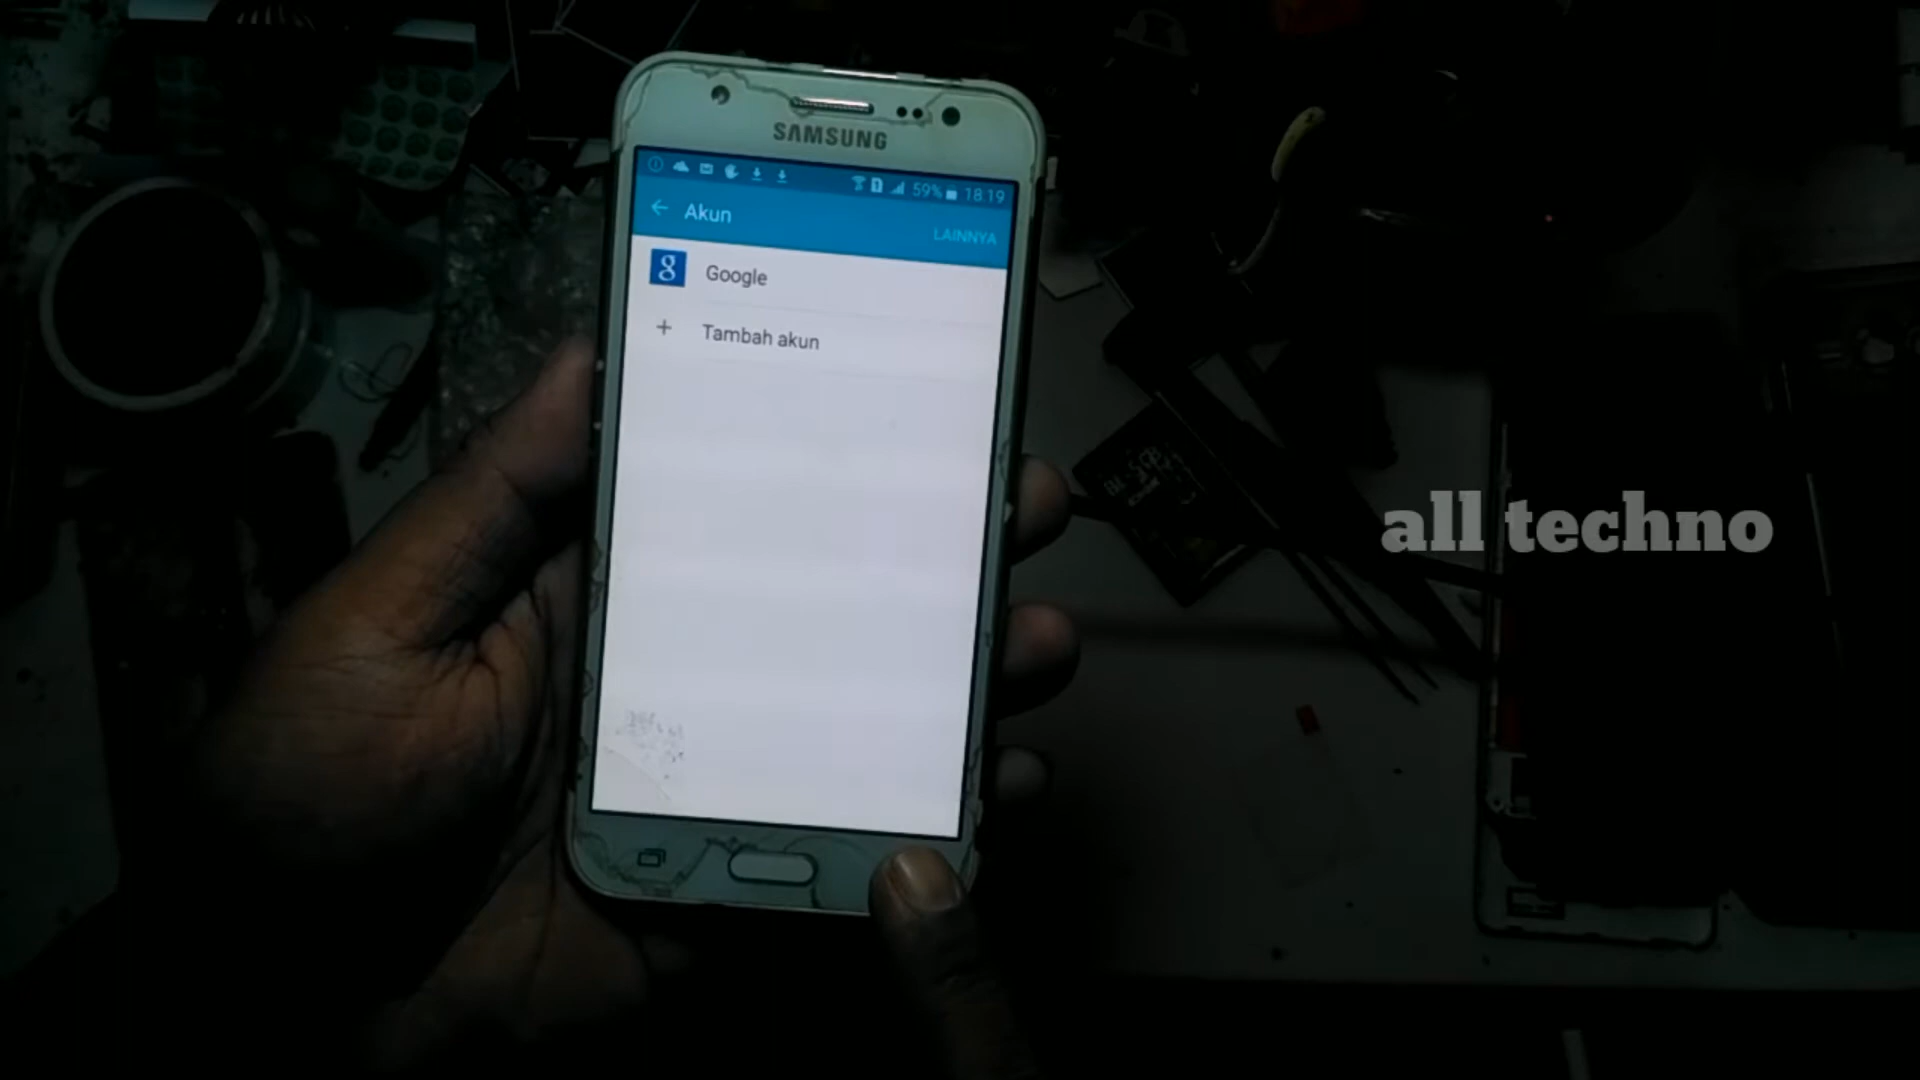 SAMSUNG
59% 18.19
Akun
LAINNYA
Google
Tambah akun
all techno